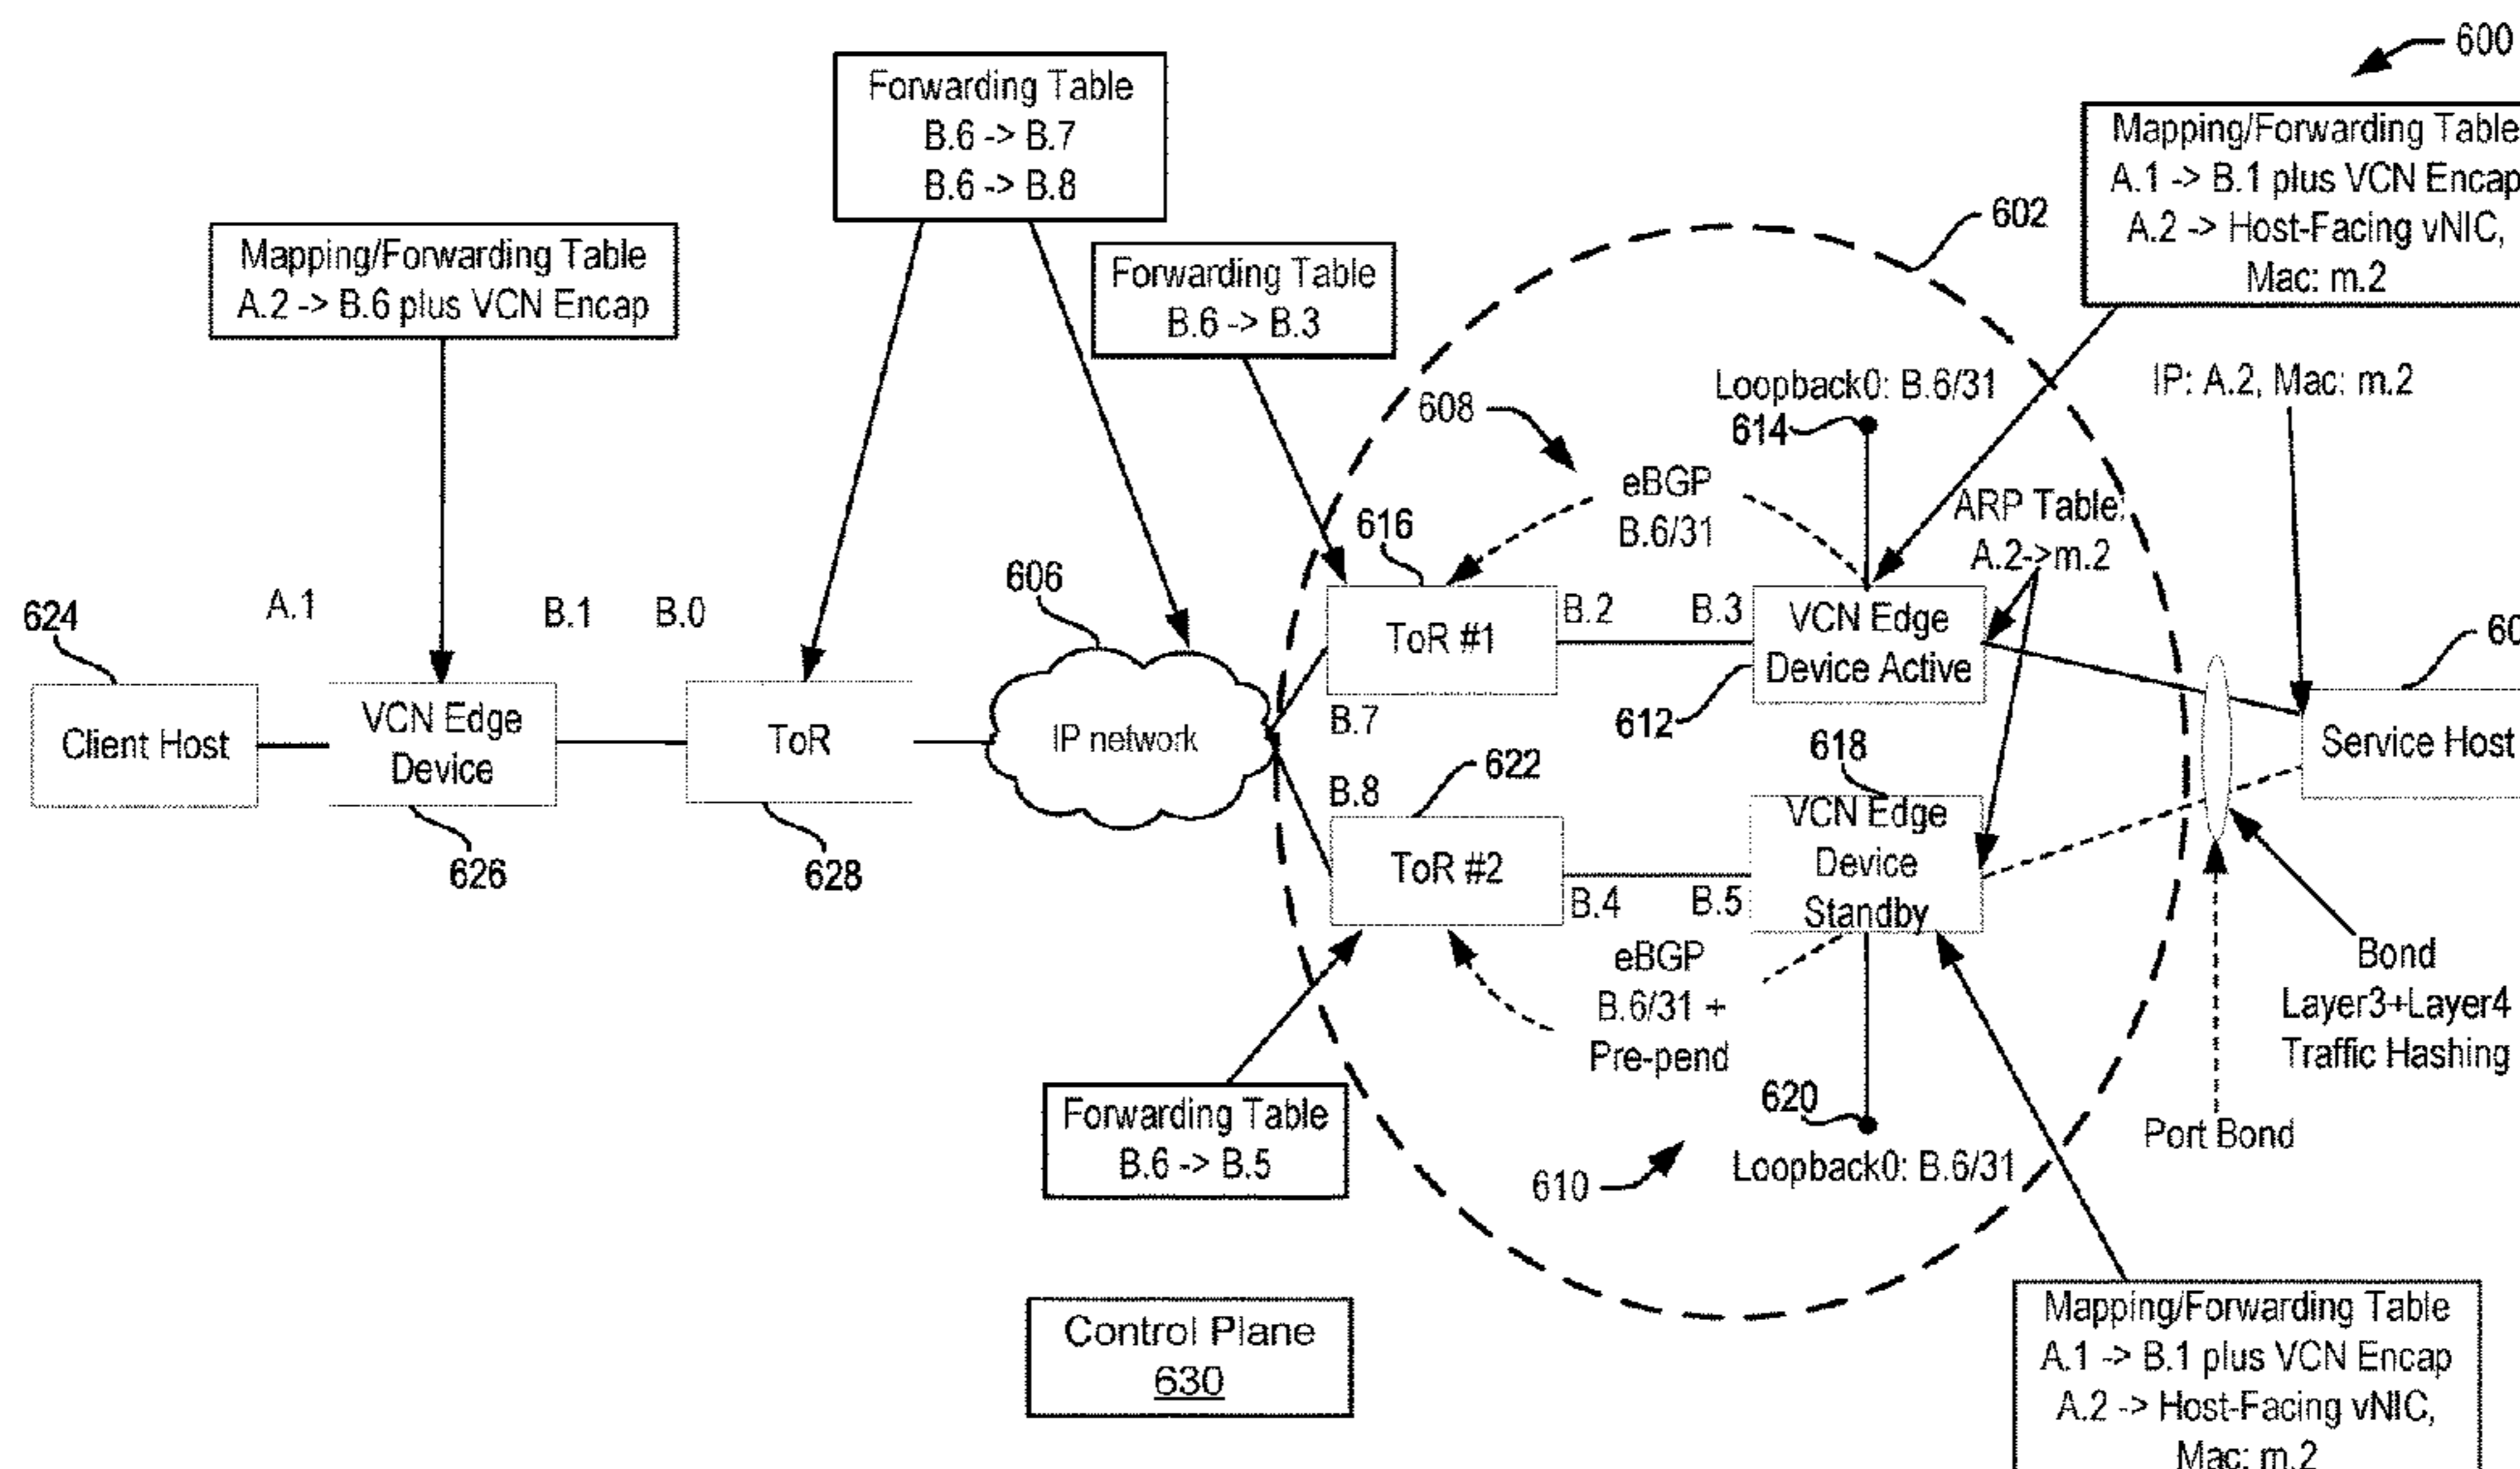 600
Forwarding Table
B.6 -> B.7
B.6 -> B.8
Mapping/Forwarding Table
A.1 -> B.1 plus VCN Encap
A.2 -> Host-Facing vNIC,
Mac: m.2
602
Mapping/Forwarding Table
A.2 -> B.6 plus VCN Encap
Forwarding Table
B.6 -> B.3
Loopback0: B.6/31
614
IP: A.2, Mac: m.2
608
eBGP
B.6/31
ARP Table:
A.2->m.2
616
606
624
A.1
B.1
B.0
B.2
B.3
Client Host
VCN Edge
Device
ToR
IP network
ToR #1
VCN Edge
Device Active
Service Host
B.7
612
618
622
B.8
626
628
ToR #2
VCN Edge
Device
Standby
B.4
B.5
eBGP
B.6/31 +
Pre-pend
Bond
Layer3+Layer4
Traffic Hashing
Port Bond
Forwarding Table
B.6 -> B.5
620
Loopback0: B.6/31
610
Control Plane
630
Mapping/Forwarding Table
A.1 -> B.1 plus VCN Encap
A.2 -> Host-Facing vNIC,
Mac: m.2